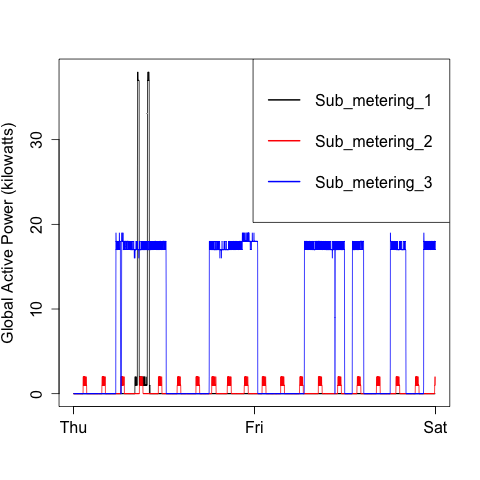 Global Active Power (kilowatts)
30
20
10
0
Sub_metering_1
Sub_metering_2
Sub_metering_3
Thu
Fri
Sat